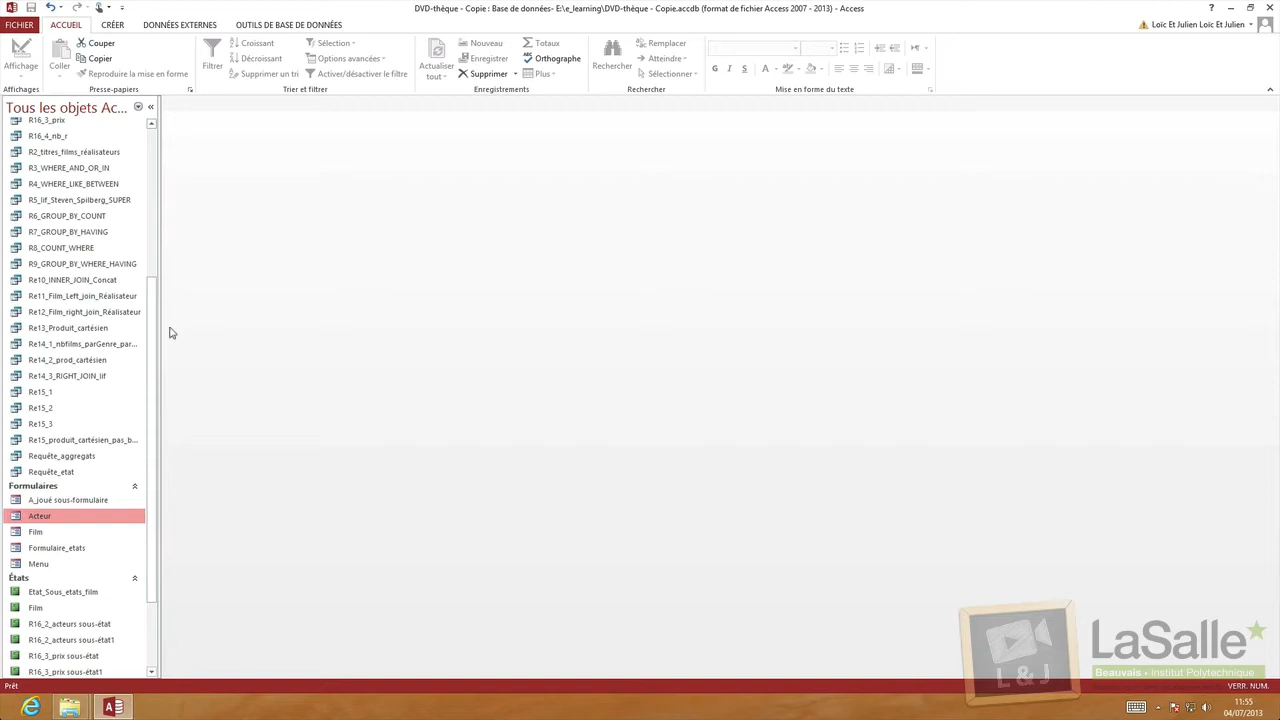 DVD-thèque - Copie : Base de données- E:\e_learning\DVD-thèque - Copie.accdb (format de fichier Access 2007 - 2013) - Access
FICHIER ACCUEIL CRÉER DONNÉES EXTERNES OUTILS DE BASE DE DONNÉES
Loïc Et Julien Loïc Et Julien
Affichage
Affichages
Coller
Couper
Copier
Reproduire la mise en forme
Presse-papiers
Filtrer
Croissant
Décroissant
Supprimer un tri
Sélection
Options avancées
Activer/désactiver le filtre
Trier et filtrer
Actualiser
tout
Nouveau
Enregistrer
Supprimer
Totaux
Orthographe
Plus
Enregistrements
Rechercher
Remplacer
Atteindre
Sélectionner
Rechercher
G I S
A
Mise en forme du texte
Tous les objets Ac...
R16_3_prix
R16_4_nb_r
R2_titres_films_réalisateurs
R3_WHERE_AND_OR_IN
R4_WHERE_LIKE_BETWEEN
R5_Iif_Steven_Spilberg_SUPER
R6_GROUP_BY_COUNT
R7_GROUP_BY_HAVING
R8_COUNT_WHERE
R9_GROUP_BY_WHERE_HAVING
Re10_INNER_JOIN_Concat
Re11_Film_Left_join_Réalisateur
Re12_Film_right_join_Réalisateur
Re13_Produit_cartésien
Re14_1_nbfilms_parGenre_par...
Re14_2_prod_cartésien
Re14_3_RIGHT_JOIN_Iif
Re15_1
Re15_2
Re15_3
Re15_produit_cartésien_pas_b...
Requête_aggregats
Requête_etat
Formulaires
A_joué sous-formulaire
Acteur
Film
Formulaire_etats
Menu
États
Etat_Sous_etats_film
Film
R16_2_acteurs sous-état
R16_2_acteurs sous-état1
R16_3_prix sous-état
R16_3_prix sous-état1
L & J
LaSalle
Beauvais • Institut Polytechnique
Prêt
VERR. NUM.
11:55
04/07/2013